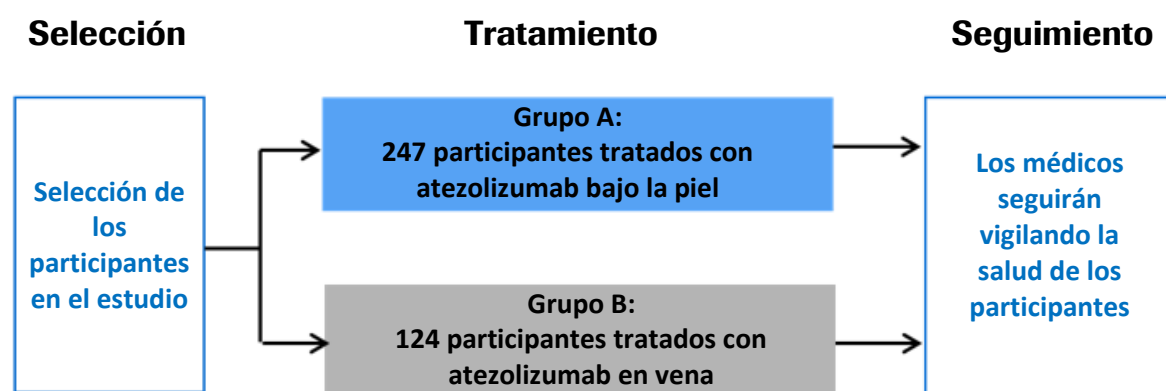 Selección
Tratamiento
Seguimiento
Selección de
los
participantes
en el estudio
Grupo A:
247 participantes tratados con
atezolizumab bajo la piel
Grupo B:
124 participantes tratados con
atezolizumab en vena
Los médicos
seguirán
vigilando la
salud de los
participantes